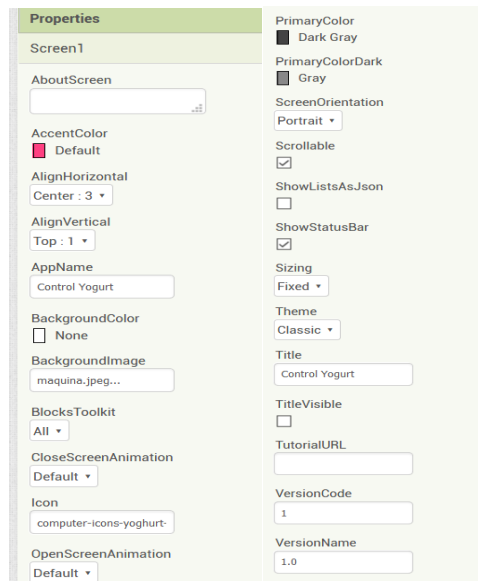 Properties
Screen1
AboutScreen
AccentColor
Default
AlignHorizontal
Center : 3
AlignVertical
Top : 1
AppName
Control Yogurt
BackgroundColor
None
BackgroundImage
maquina.jpeg...
BlocksToolkit
All
CloseScreenAnimation
Default
Icon
computer-icons-yoghurt-
OpenScreenAnimation
Default
PrimaryColor
Dark Gray
PrimaryColorDark
Gray
ScreenOrientation
Portrait
Scrollable
ShowListsAsJson
ShowStatusBar
Sizing
Fixed
Theme
Classic
Title
Control Yogurt
TitleVisible
TutorialURL
VersionCode
1
VersionName
1.0